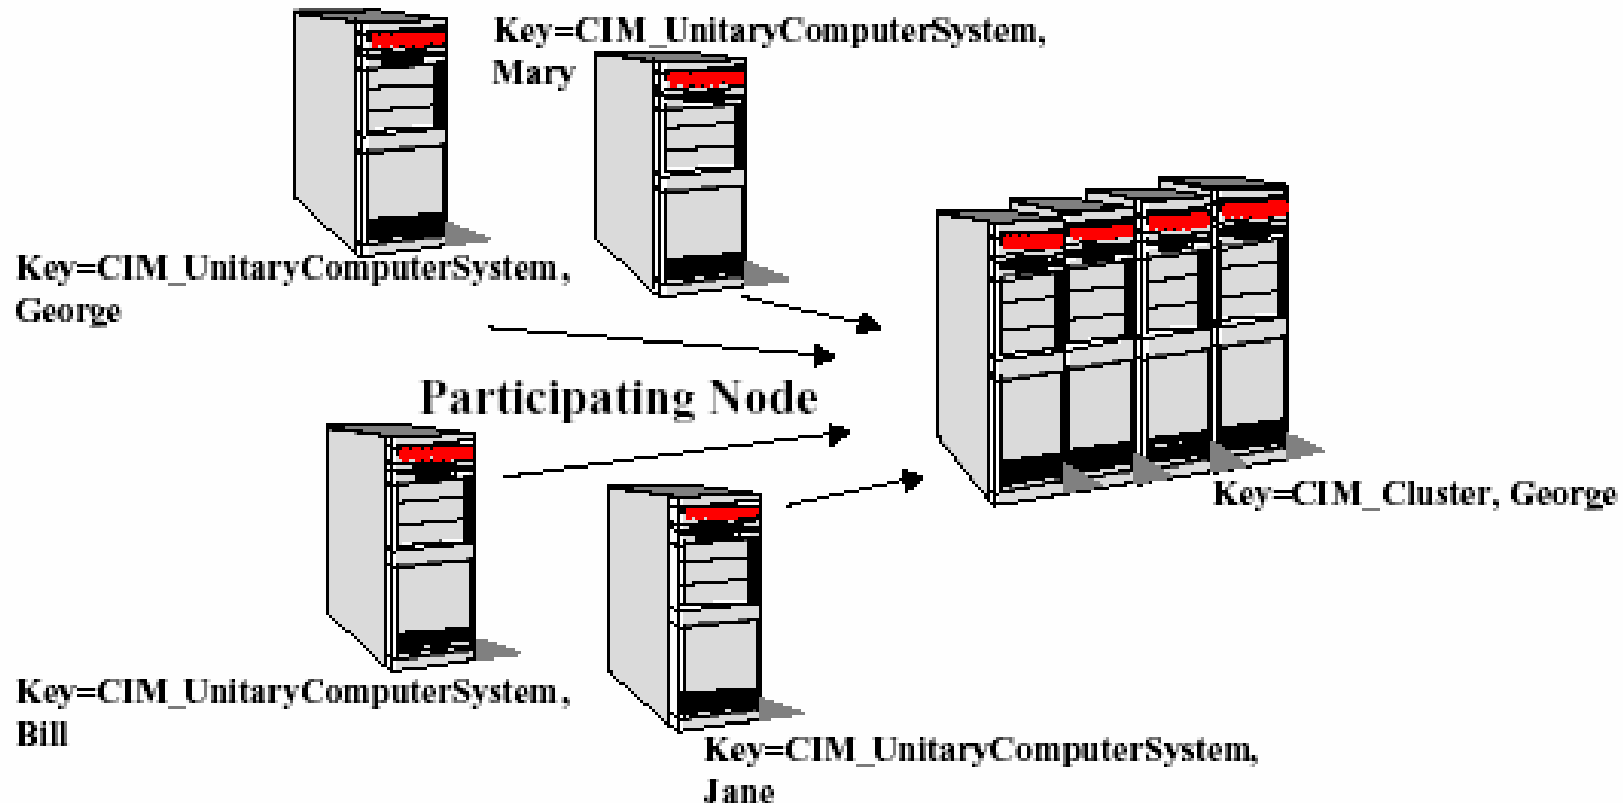 Key=CIM_UnitaryComputerSystem,
Mary
Key=CIM_UnitaryComputerSystem,
George
Participating Node
Key=CIM_Cluster, George
Key=CIM_UnitaryComputerSystem,
Bill
Key=CIM_UnitaryComputerSystem,
Jane